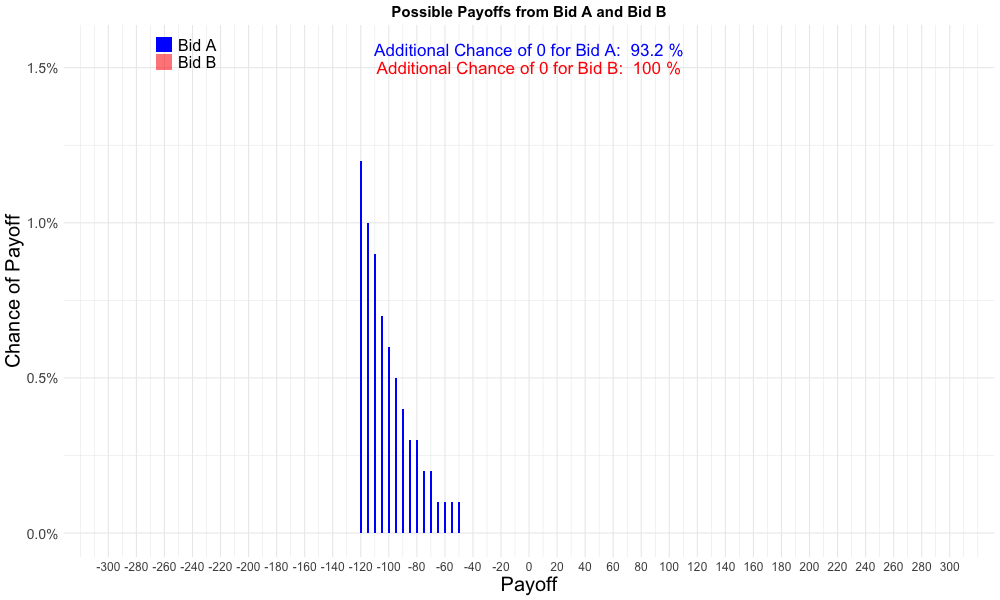 Possible Payoffs from Bid A and Bid B
Bid A
Bid B
Additional Chance of 0 for Bid A:  93.2 %
Additional Chance of 0 for Bid B:  100 %
Chance of Payoff
1.5%
1.0%
0.5%
0.0%
-300 -280 -260 -240 -220 -200 -180 -160 -140 -120 -100 -80 -60 -40 -20 0 20 40 60 80 100 120 140 160 180 200 220 240 260 280 300
Payoff